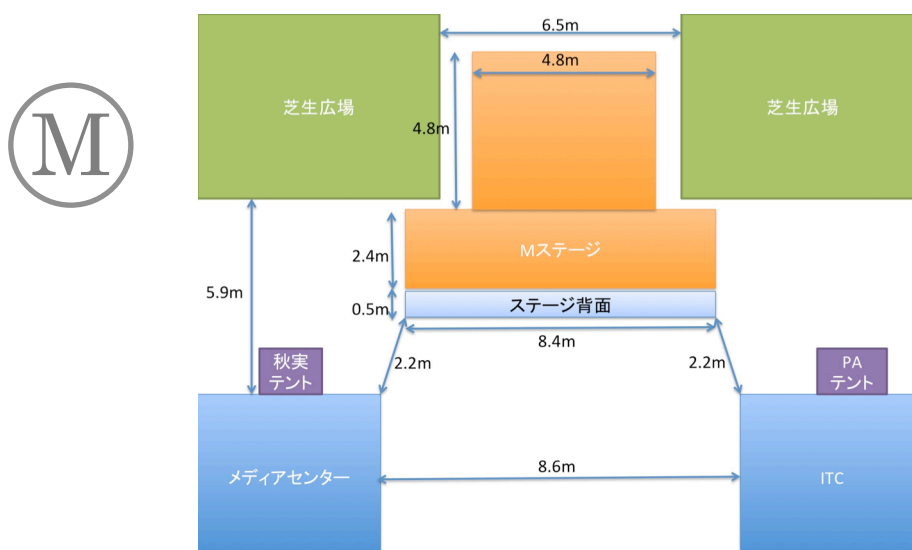 M
6.5m
4.8m
芝生広場
芝生広場
4.8m
Mステージ
2.4m
5.9m
0.5m
ステージ背面
8.4m
2.2m
2.2m
秋実
テント
PA
テント
8.6m
メディアセンター
ITC